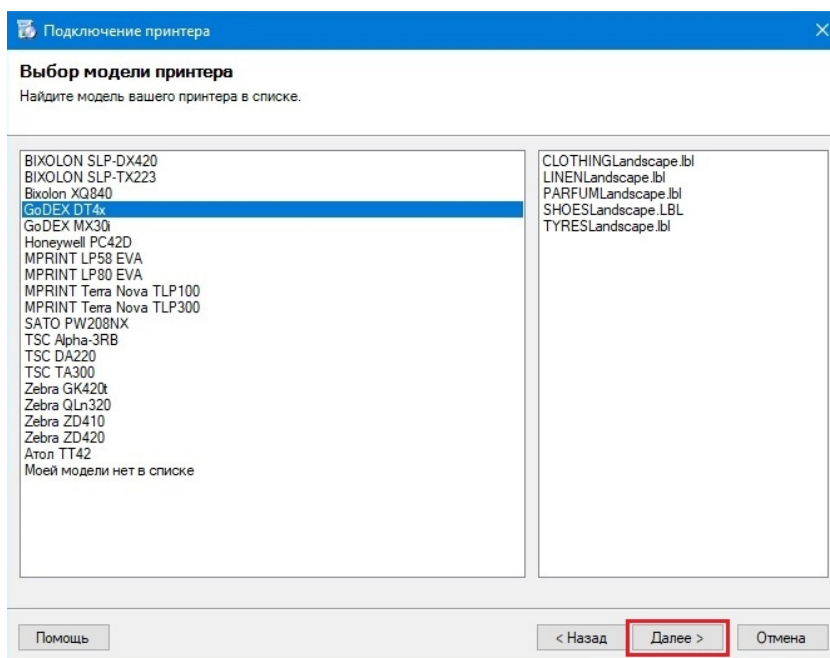 Подключение принтера
Выбор модели принтера
Найдите модель вашего принтера в списке.
BIXOLON SLP-DX420
BIXOLON SLP-TX223
Bixolon XQ840
GoDEX DT4x
GoDEX MX30i
Honeywell PC42D
MPRINT LP58 EVA
MPRINT LP80 EVA
MPRINT Terra Nova TLP100
MPRINT Terra Nova TLP300
SATO PW208NX
TSC Alpha-3RB
TSC DA220
TSC TA300
Zebra GK420t
Zebra QLn320
Zebra ZD410
Zebra ZD420
Атол ТТ42
Моей модели нет в списке
CLOTHINGLandscape.lbl
LINENLandscape.lbl
PARFUMLandscape.lbl
SHOESLandscape.LBL
TYRESLandscape.lbl
Помощь
< Назад
Далее >
Отмена